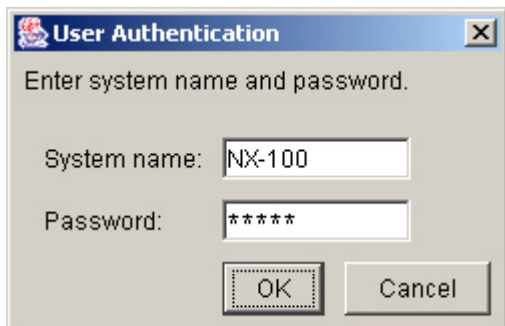 User Authentication
Enter system name and password.
System name: NX-100
Password: *****
OK Cancel